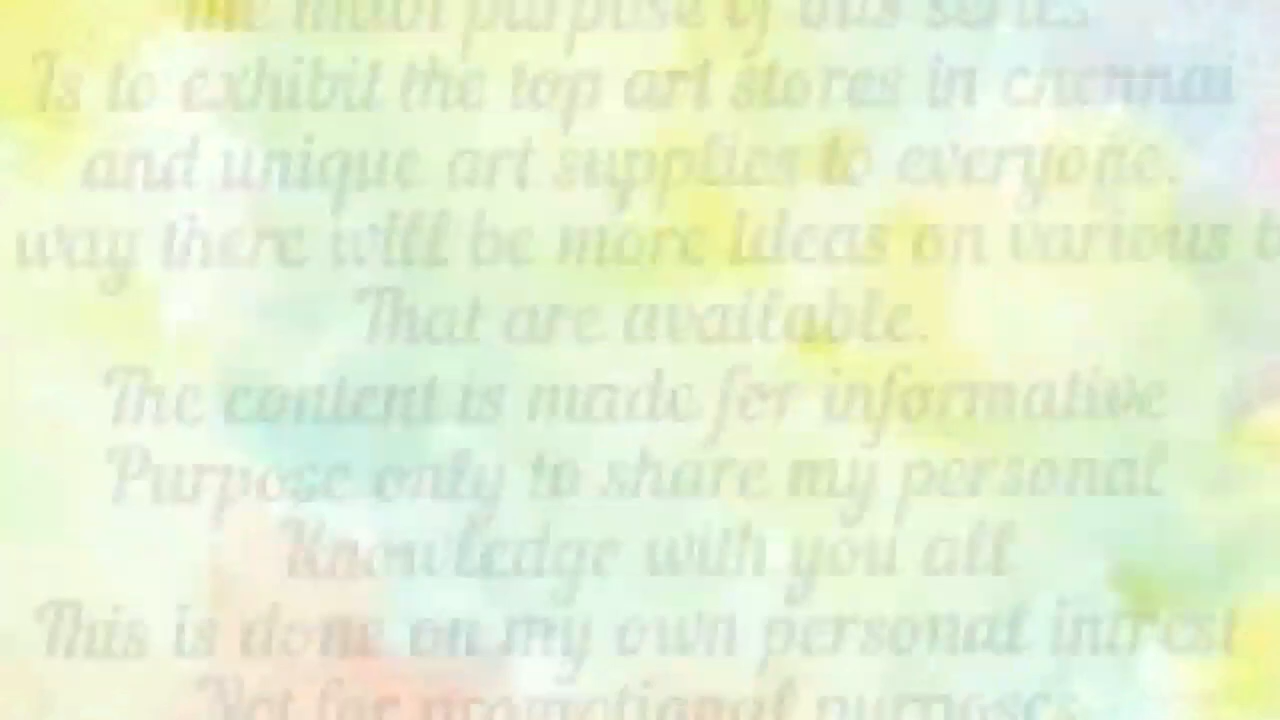 The main purpose of this series
Is to exhibit the top art stores in chennai
and unique art supplies to everyone.
way there will be more ideas on various b
That are available.
The content is made for informative
Purpose only to share my personal
Knowledge with you all
This is done on my own personal intrest
Not for promotional purposes